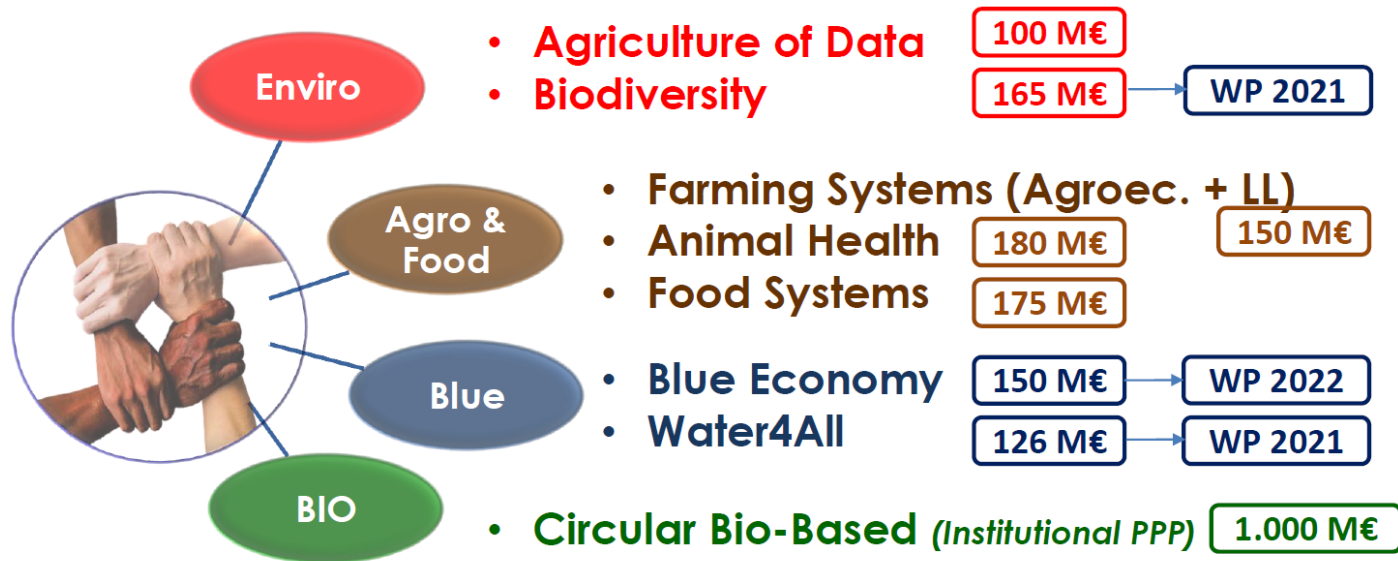 Enviro
• Agriculture of Data 100 M€
• Biodiversity 165 M€ WP 2021
Agro &
Food
• Farming Systems (Agroec. + LL) 150 M€
• Animal Health 180 M€
• Food Systems 175 M€
Blue
• Blue Economy 150 M€ WP 2022
• Water4All 126 M€ WP 2021
BIO
• Circular Bio-Based (Institutional PPP) 1.000 M€